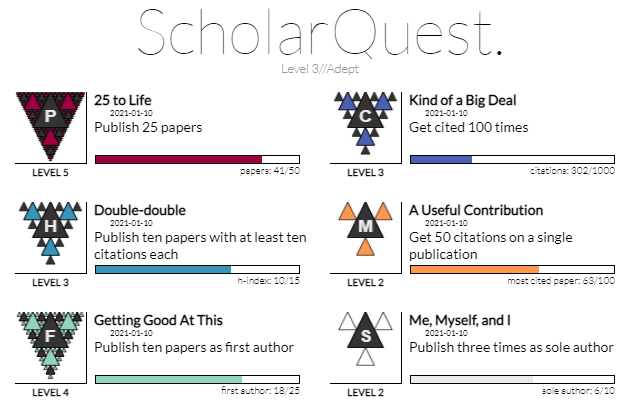 ScholarQuest.
Level 3//Adept
P
LEVEL 5
25 to Life
2021-01-10
Publish 25 papers
papers: 41/50
C
LEVEL 3
Kind of a Big Deal
2021-01-10
Get cited 100 times
citations: 302/1000
H
LEVEL 3
Double-double
2021-01-10
Publish ten papers with at least ten
citations each
h-index: 10/15
M
LEVEL 2
A Useful Contribution
2021-01-10
Get 50 citations on a single
publication
most cited paper: 63/100
F
LEVEL 4
Getting Good At This
2021-01-10
Publish ten papers as first author
first author: 18/25
S
LEVEL 2
Me, Myself, and I
2021-01-10
Publish three times as sole author
sole author: 6/10